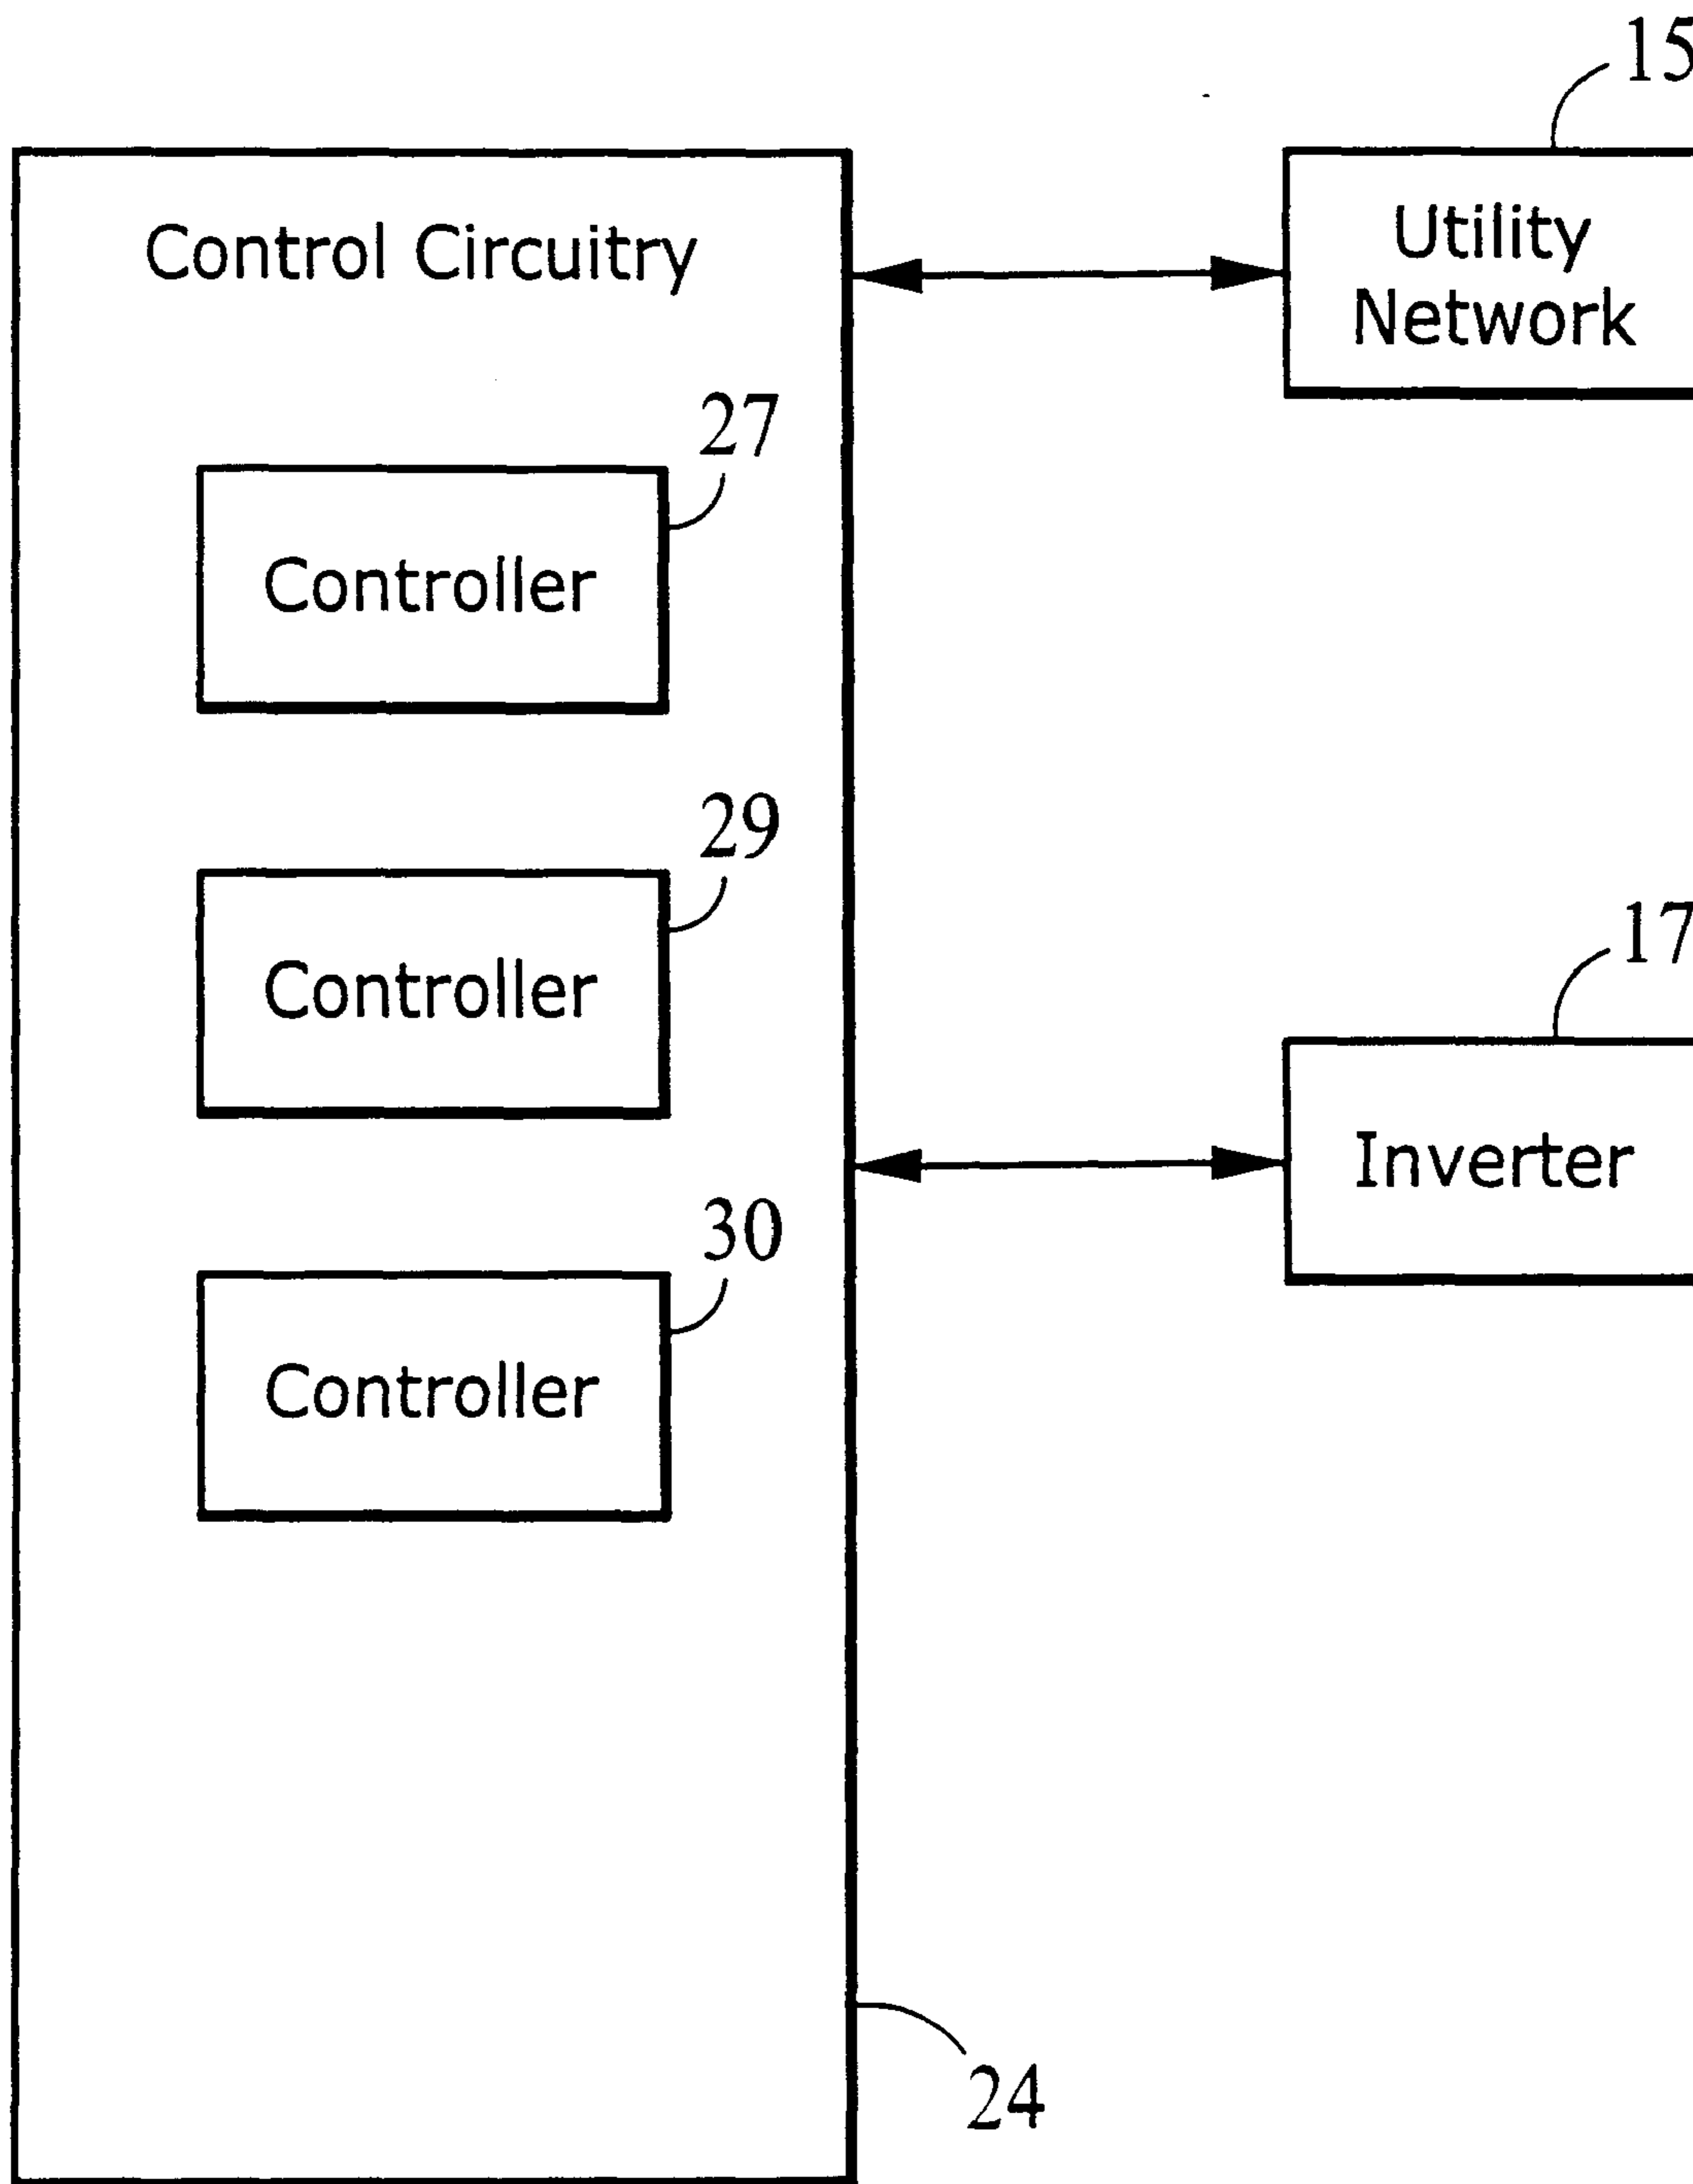 15
Control Circuitry
Utility
Network
27
Controller
29
Controller
17
Inverter
30
Controller
24